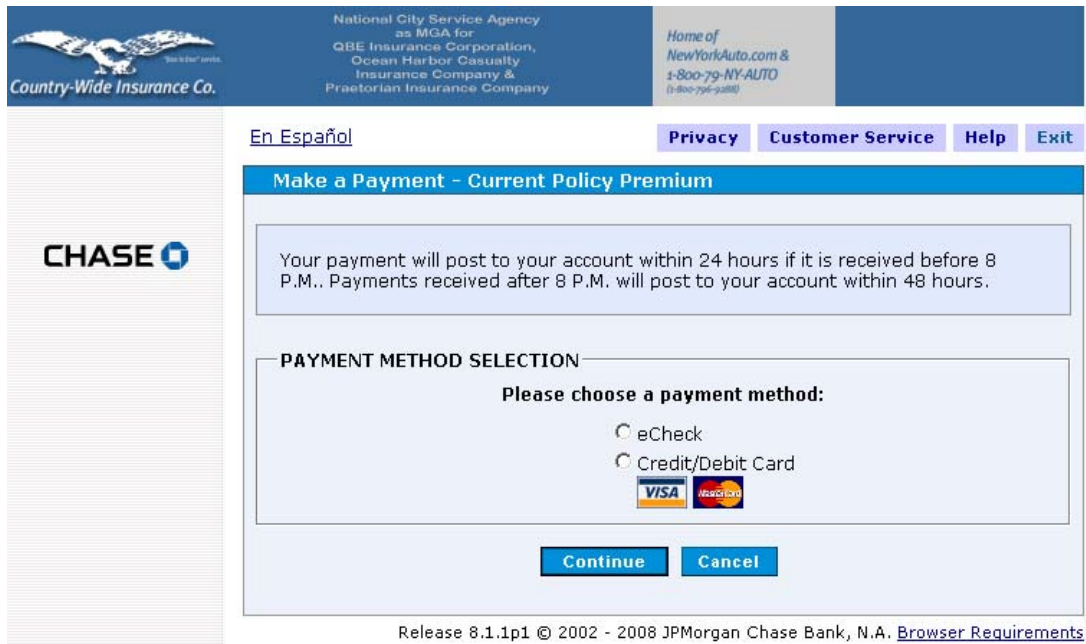 National City Service Agency
as MGA for
QBE Insurance Corporation,
Ocean Harbor Casualty
Insurance Company &
Praetorian Insurance Company
Home of
NewYorkAuto.com &
1-800-79-NY-AUTO
(1-800-796-9288)
Country-Wide Insurance Co.
En Español
Privacy Customer Service Help Exit
Make a Payment - Current Policy Premium
CHASE
Your payment will post to your account within 24 hours if it is received before 8
P.M.. Payments received after 8 P.M. will post to your account within 48 hours.
PAYMENT METHOD SELECTION
Please choose a payment method:
eCheck
Credit/Debit Card
VISA MasterCard
Continue Cancel
Release 8.1.1p1 © 2002 - 2008 JPMorgan Chase Bank, N.A. Browser Requirements